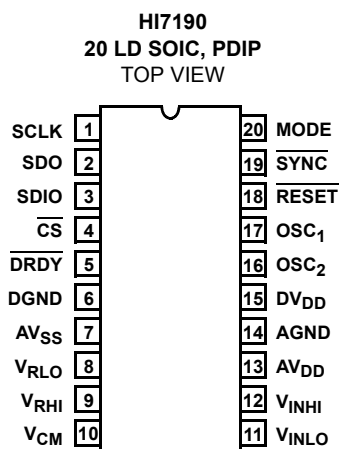 HI7190
20 LD SOIC, PDIP
TOP VIEW
SCLK 1 20 MODE
SDO 2 19 SYNC
SDIO 3 18 RESET
CS 4 17 OSC1
DRDY 5 16 OSC2
DGND 6 15 DVDD
AVSS 7 14 AGND
VRLO 8 13 AVDD
VRHI 9 12 VINHI
VCM 10 11 VINLO